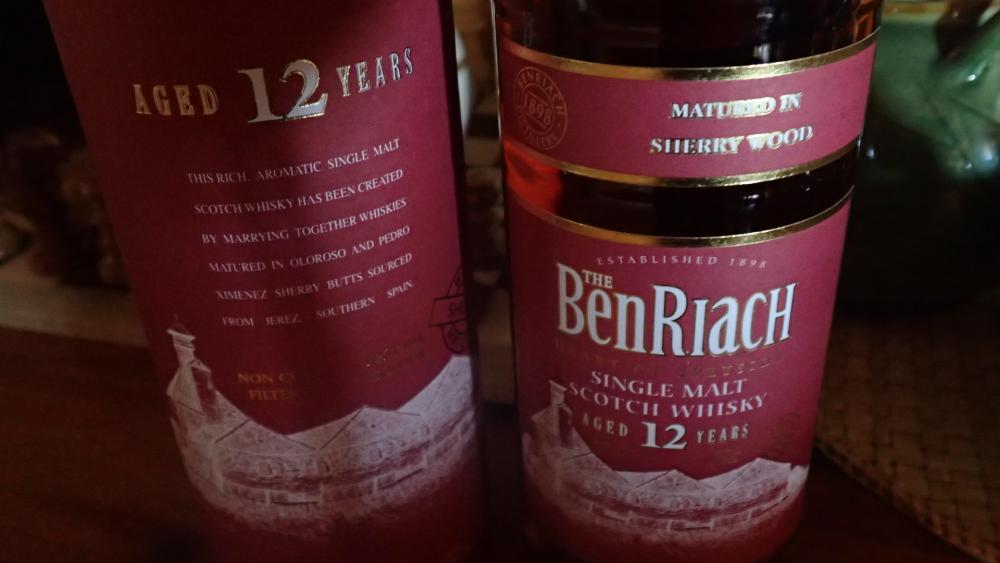 AGED 12 YEARS
THIS RICH, AROMATIC SINGLE MALT
SCOTCH WHISKY HAS BEEN CREATED
BY MARRYING TOGETHER WHISKIES
MATURED IN OLOROSO AND PEDRO
XIMENEZ SHERRY BUTTS SOURCED
FROM JEREZ, SOUTHERN SPAIN.
NON
BENRIACH
1898
MATURED IN
SHERRY WOOD
ESTABLISHED 1898
THE
BENRIACH
SINGLE MALT
SCOTCH WHISKY
AGED 12 YEARS